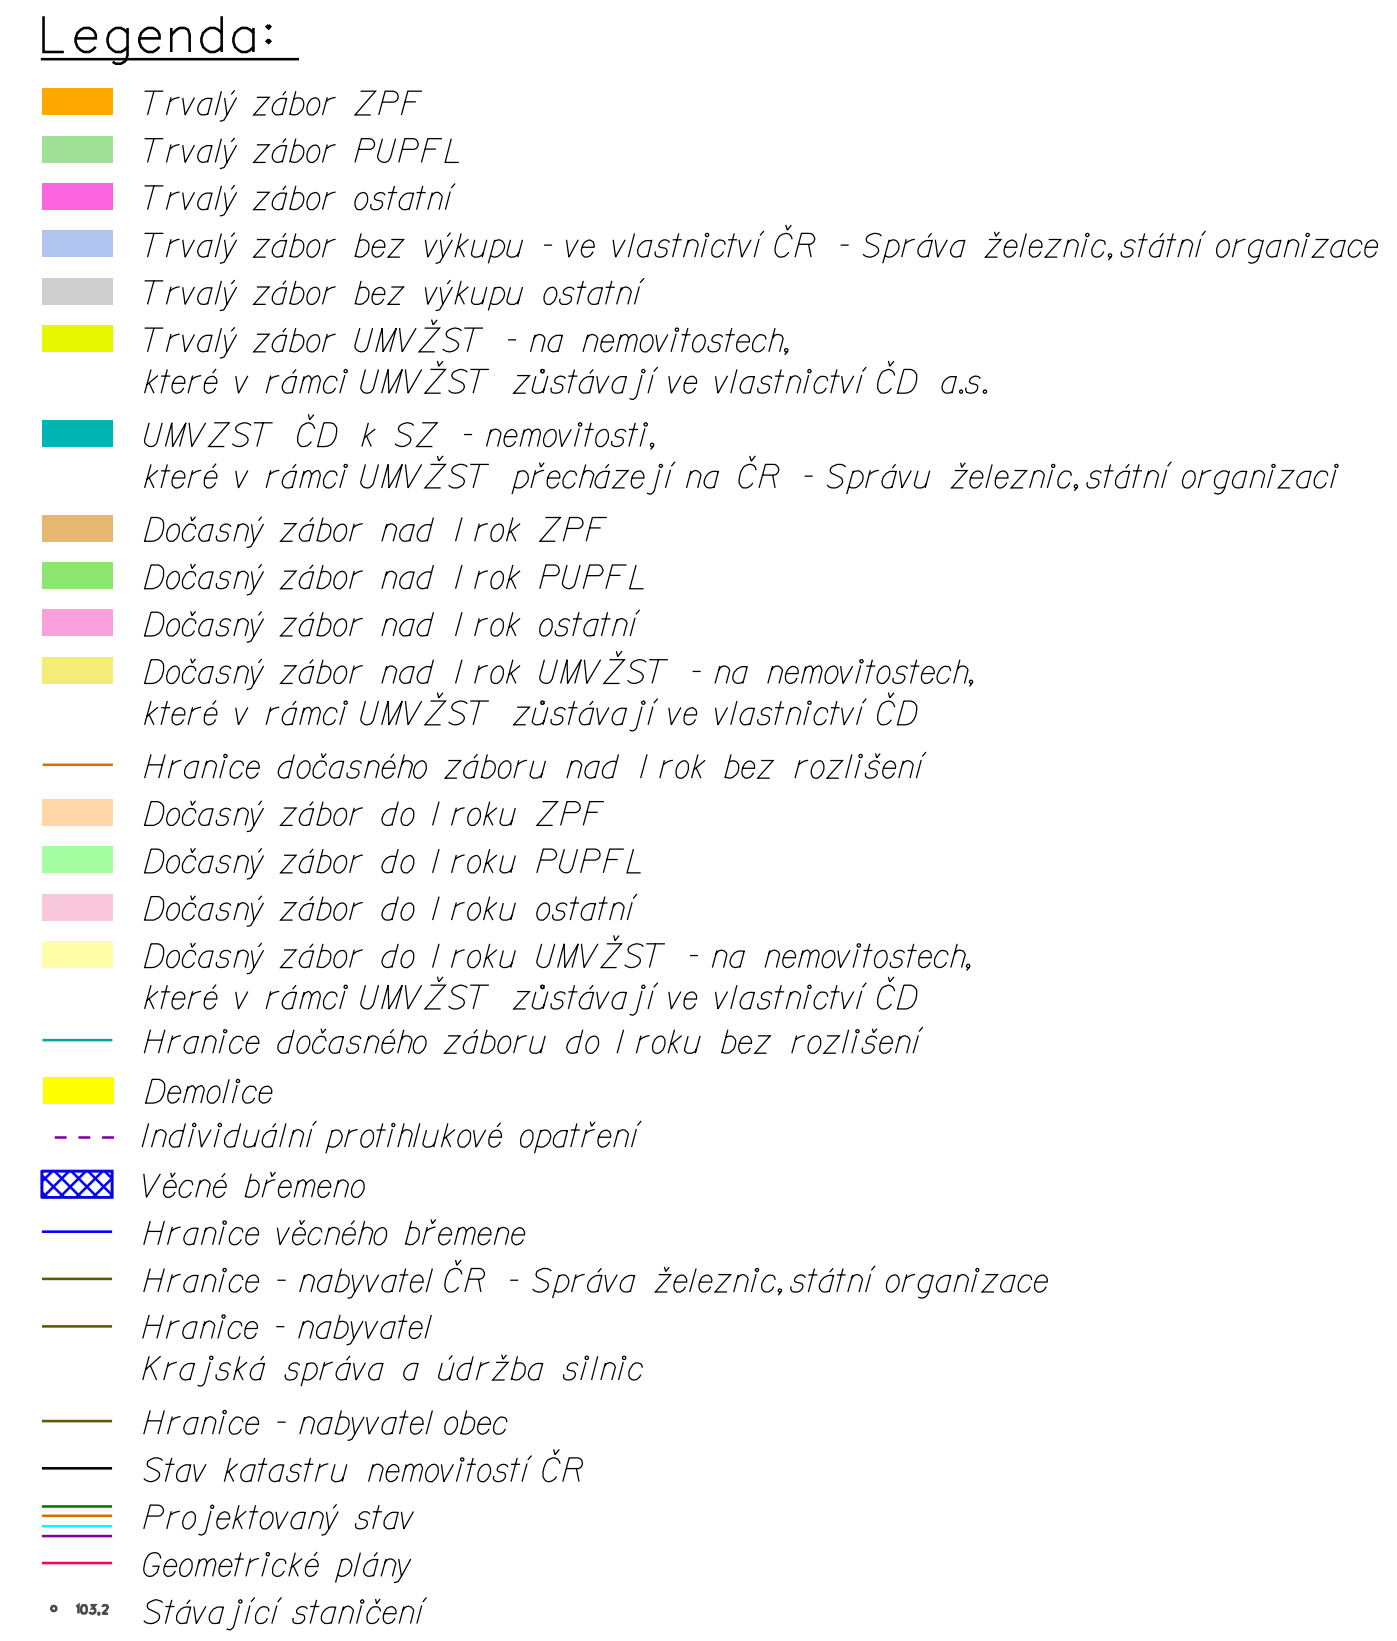 Legenda:
Trvalý zábor ZPF
Trvalý zábor PUPFL
Trvalý zábor ostatní
Trvalý zábor bez výkupu - ve vlastnictví ČR - Správa železnic, státní organizace
Trvalý zábor bez výkupu ostatní
Trvalý zábor UMVŽST - na nemovitostech,
které v rámci UMVŽST zůstávají ve vlastnictví ČD a.s.
UMVZST ČD k SZ - nemovitosti,
které v rámci UMVŽST přecházejí na ČR - Správu železnic, státní organizaci
Dočasný zábor nad 1 rok ZPF
Dočasný zábor nad 1 rok PUPFL
Dočasný zábor nad 1 rok ostatní
Dočasný zábor nad 1 rok UMVŽST - na nemovitostech,
které v rámci UMVŽST zůstávají ve vlastnictví ČD
Hranice dočasného záboru nad 1 rok bez rozlišení
Dočasný zábor do 1 roku ZPF
Dočasný zábor do 1 roku PUPFL
Dočasný zábor do 1 roku ostatní
Dočasný zábor do 1 roku UMVŽST - na nemovitostech,
které v rámci UMVŽST zůstávají ve vlastnictví ČD
Hranice dočasného záboru do 1 roku bez rozlišení
Demolice
Individuální protihlukové opatření
Věcné břemeno
Hranice věcného břemene
Hranice - nabyvatel ČR - Správa železnic, státní organizace
Hranice - nabyvatel
Krajská správa a údržba silnic
Hranice - nabyvatel obec
Stav katastru nemovitostí ČR
Projektovaný stav
Geometrické plány
103,2 Stávající staničení